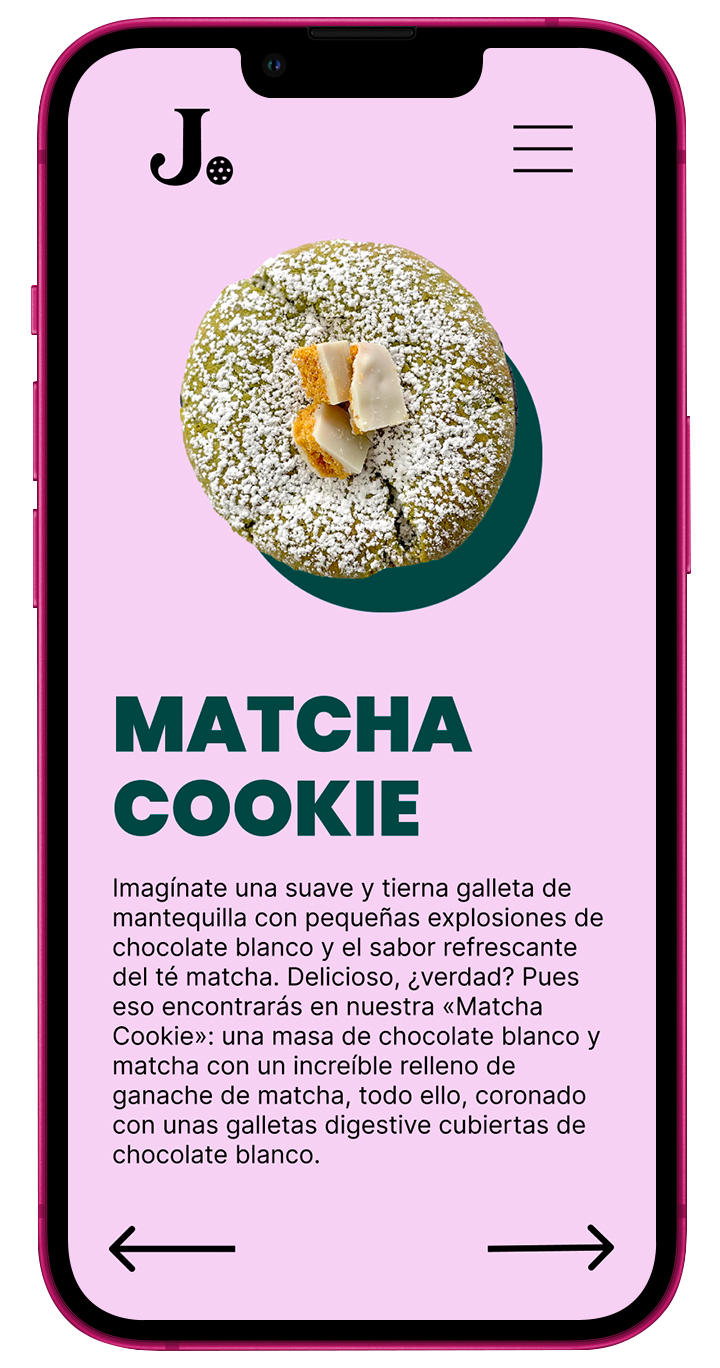 J.
MATCHA
COOKIE
Imagínate una suave y tierna galleta de
mantequilla con pequeñas explosiones de
chocolate blanco y el sabor refrescante
del té matcha. Delicioso, ¿verdad? Pues
eso encontrarás en nuestra «Matcha
Cookie»: una masa de chocolate blanco y
matcha con un increíble relleno de
ganache de matcha, todo ello, coronado
con unas galletas digestive cubiertas de
chocolate blanco.